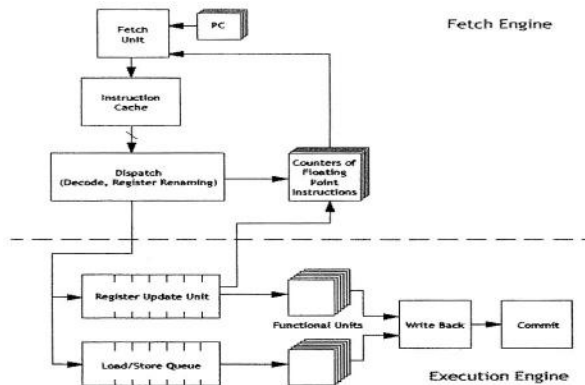 Fetch Engine
PC
Fetch
Unit
Instruction
Cache
Dispatch
(Decode, Register Renaming)
Counters of
Floating
Point
Instructions
Register Update Unit
Functional Units
Write Back
Commit
Load/Store Queue
Execution Engine